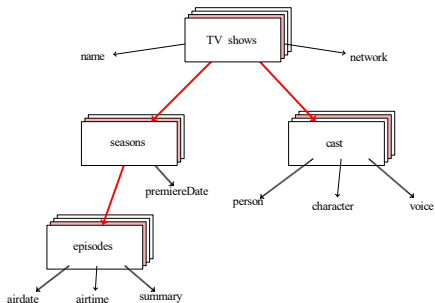 TV shows
name
network
seasons
cast
premiereDate
person
character
voice
episodes
airdate
airtime
summary